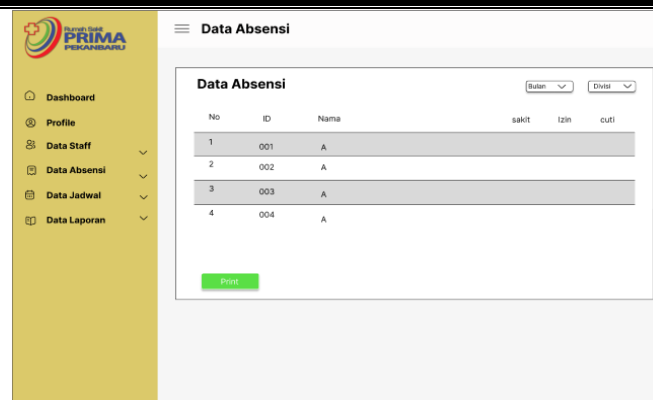 Rumah Sakit
PRIMA
PEKANBARU
Data Absensi
Dashboard
Profile
Data Staff
Data Absensi
Data Jadwal
Data Laporan
Data Absensi
Bulan Divisi
No ID Nama sakit Izin cuti
1 001 A
2 002 A
3 003 A
4 004 A
Print